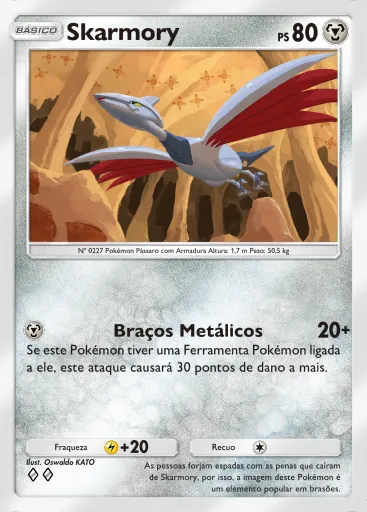 BÁSICO Skarmory PS 80
Nº 0227 Pokémon Pássaro com Armadura Altura: 1,7 m Peso: 50,5 kg
Braços Metálicos 20+
Se este Pokémon tiver uma Ferramenta Pokémon ligada
a ele, este ataque causará 30 pontos de dano a mais.
Fraqueza +20 Recuo
Ilust. Oswaldo KATO
As pessoas forjam espadas com as penas que caíram
de Skarmory, por isso, a imagem deste Pokémon é
um elemento popular em brasões.